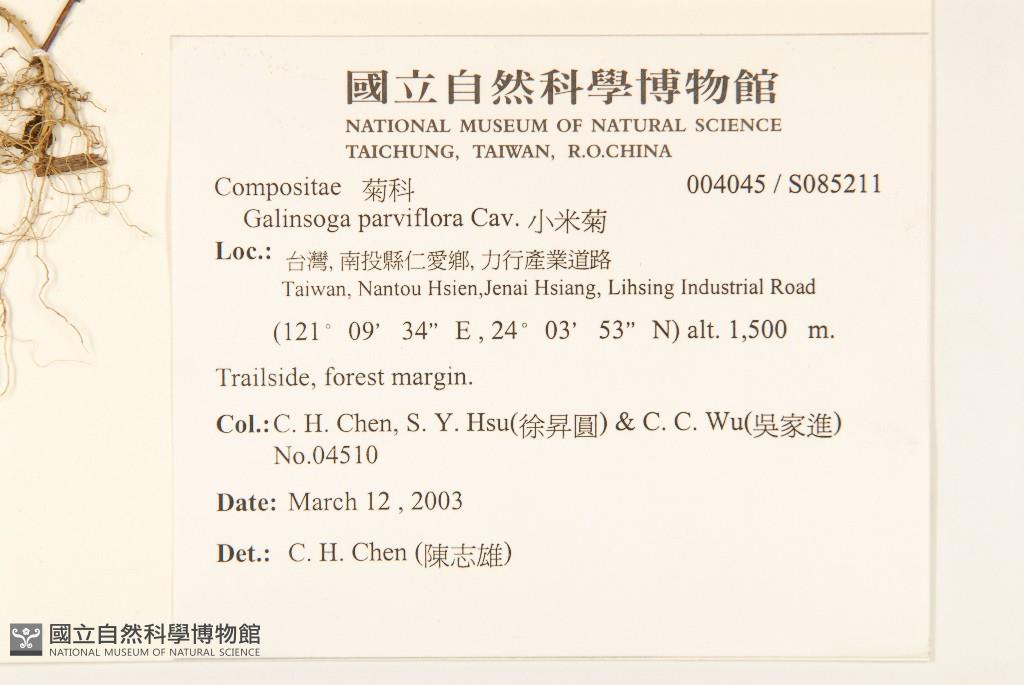 國立自然科學博物館
NATIONAL MUSEUM OF NATURAL SCIENCE
TAICHUNG, TAIWAN, R.O.CHINA
Compositae 菊科 004045 / S085211
Galinsoga parviflora Cav. 小米菊
Loc.: 台灣, 南投縣仁愛鄉, 力行產業道路
Taiwan, Nantou Hsien,Jenai Hsiang, Lihsing Industrial Road
(121° 09’ 34” E , 24° 03’ 53” N) alt. 1,500 m.
Trailside, forest margin.
Col.: C. H. Chen, S. Y. Hsu(徐昇圓) & C. C. Wu(吳家進)
No.04510
Date: March 12 , 2003
Det.: C. H. Chen (陳志雄)
國立自然科學博物館
NATIONAL MUSEUM OF NATURAL SCIENCE